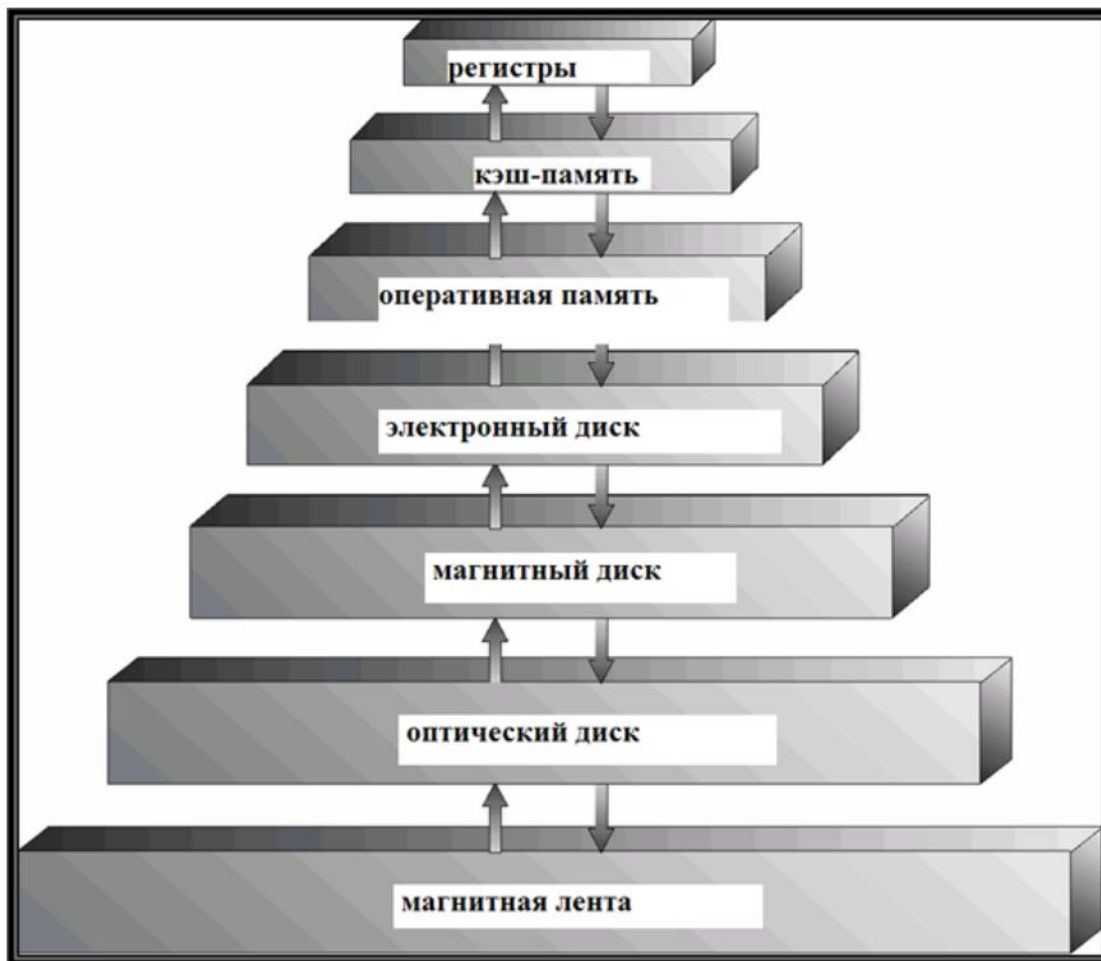 регистры
кэш-память
оперативная память
электронный диск
магнитный диск
оптический диск
магнитная лента